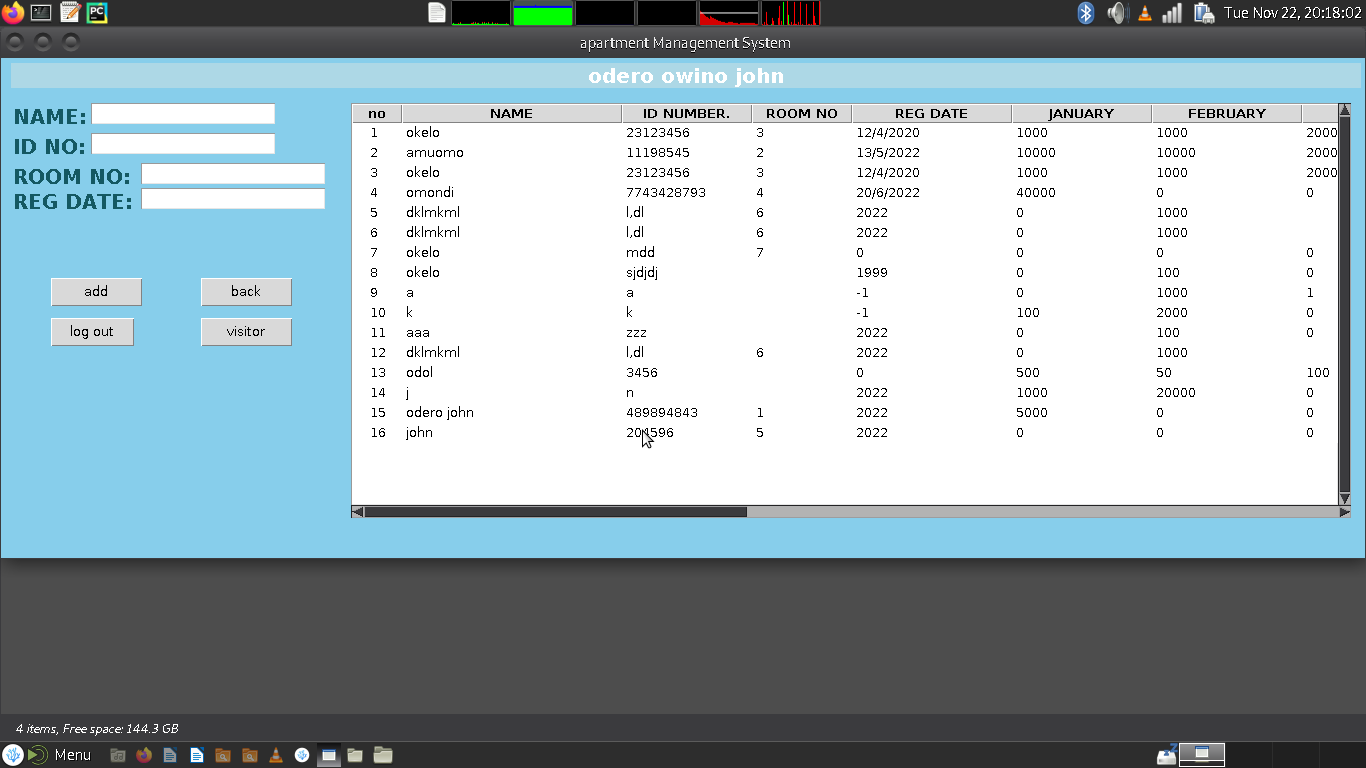 Tue Nov 22, 20:18:02
apartment Management System
odero owino john
NAME:
ID NO:
ROOM NO:
REG DATE:
add back
log out visitor
no NAME ID NUMBER. ROOM NO REG DATE JANUARY FEBRUARY
1 okelo 23123456 3 12/4/2020 1000 1000 2000
2 amuomo 11198545 2 13/5/2022 10000 10000 2000
3 okelo 23123456 3 12/4/2020 1000 1000 2000
4 omondi 7743428793 4 20/6/2022 40000 0 0
5 dklmkml l,dl 6 2022 0 1000
6 dklmkml l,dl 6 2022 0 1000
7 okelo mdd 7 0 0 0 0
8 okelo sjdjdj 1999 0 100 0
9 a a -1 0 1000 1
10 k k -1 100 2000 0
11 aaa zzz 2022 0 100 0
12 dklmkml l,dl 6 2022 0 1000
13 odol 3456 0 500 50 100
14 j n 2022 1000 20000 0
15 odero john 489894843 1 2022 5000 0 0
16 john 204596 5 2022 0 0 0
4 items, Free space: 144.3 GB
Menu